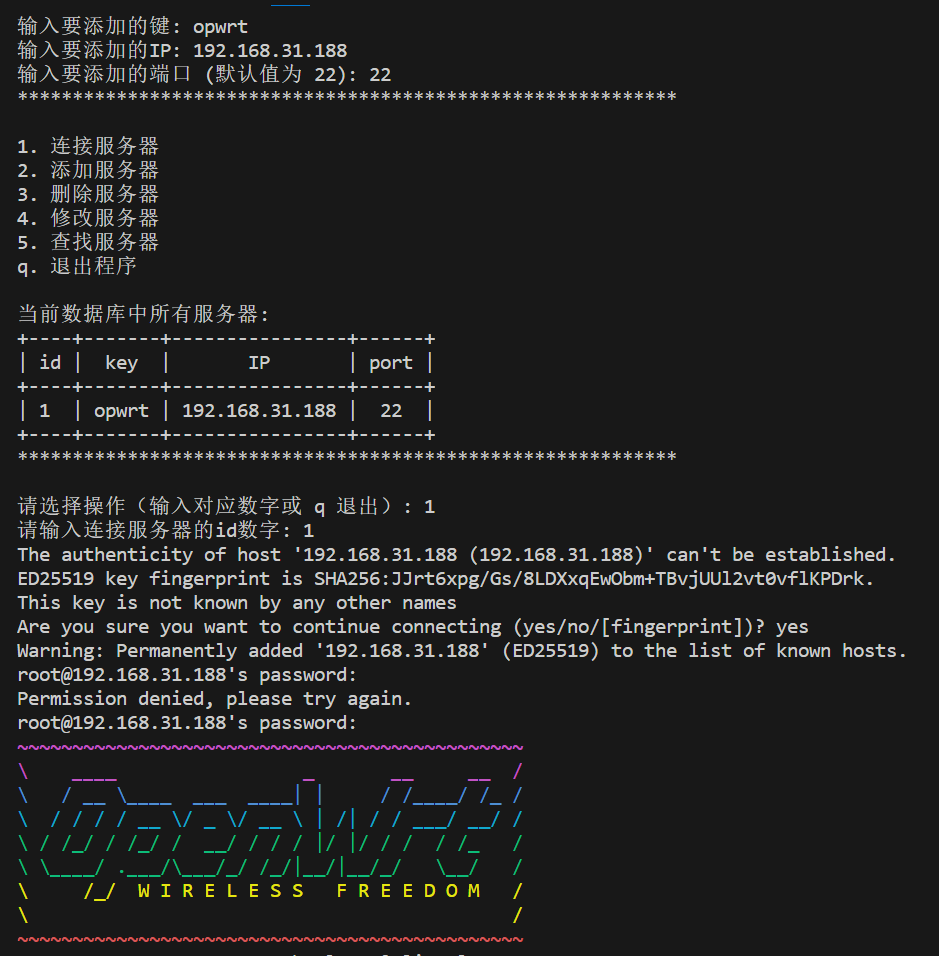 输入要添加的键: opwrt
输入要添加的IP: 192.168.31.188
输入要添加的端口 (默认值为 22): 22
************************************************************
1. 连接服务器
2. 添加服务器
3. 删除服务器
4. 修改服务器
5. 查找服务器
q. 退出程序
当前数据库中所有服务器:
+----+-------+----------------+------+
| id |  key  |       IP       | port |
+----+-------+----------------+------+
| 1  | opwrt | 192.168.31.188 |  22  |
+----+-------+----------------+------+
************************************************************
请选择操作（输入对应数字或 q 退出）: 1
请输入连接服务器的id数字: 1
The authenticity of host '192.168.31.188 (192.168.31.188)' can't be established.
ED25519 key fingerprint is SHA256:JJrt6xpg/Gs/8LDXxqEwObm+TBvjUUl2vt0vflKPDrk.
This key is not known by any other names
Are you sure you want to continue connecting (yes/no/[fingerprint])? yes
Warning: Permanently added '192.168.31.188' (ED25519) to the list of known hosts.
root@192.168.31.188's password:
Permission denied, please try again.
root@192.168.31.188's password:
OpenWrt
W I R E L E S S   F R E E D O M